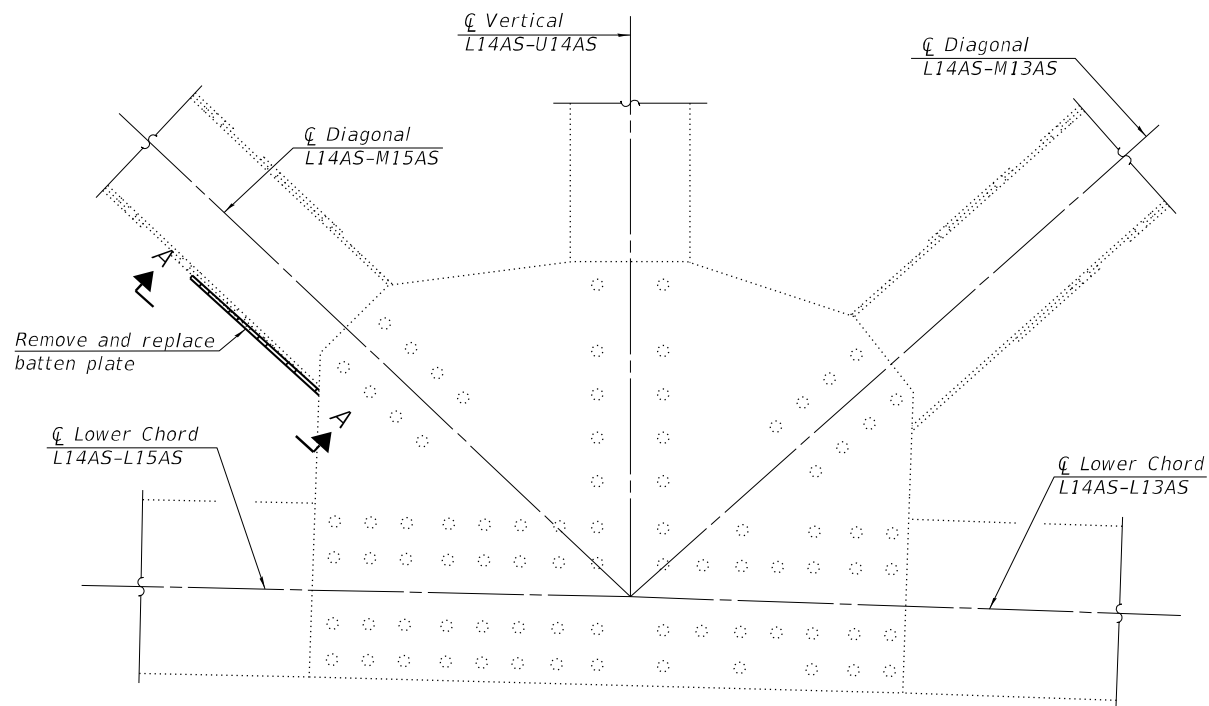 ℄ Vertical
L14AS-U14AS
℄ Diagonal
L14AS-M13AS
℄ Diagonal
L14AS-M15AS
A
Remove and replace
batten plate
A
℄ Lower Chord
L14AS-L15AS
℄ Lower Chord
L14AS-L13AS